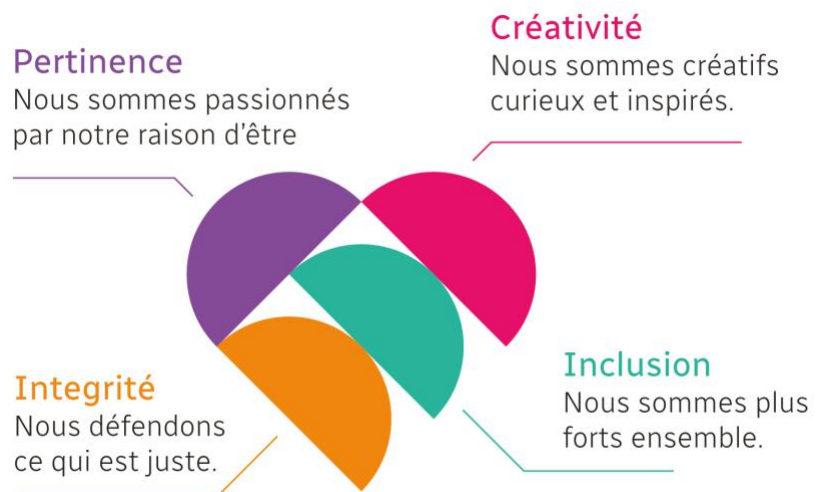 Pertinence
Nous sommes passionnés
par notre raison d'être
Créativité
Nous sommes créatifs
curieux et inspirés.
Integrité
Nous défendons
ce qui est juste.
Inclusion
Nous sommes plus
forts ensemble.